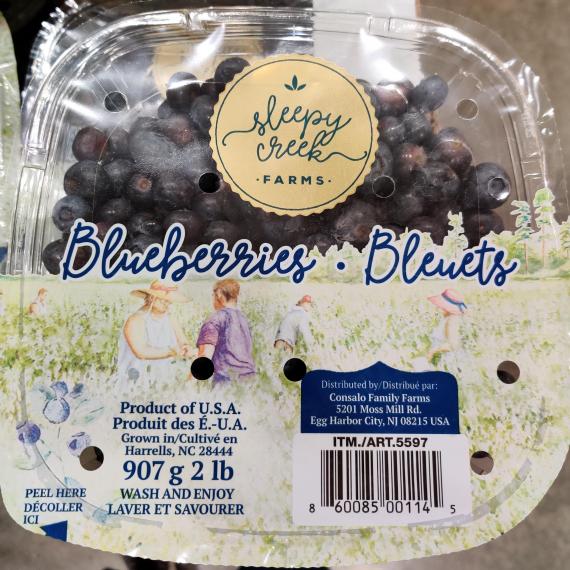 sleepy
creek
·FARMS·
Blueberries · Bleuets
Distributed by/Distribué par:
Consalo Family Farms
5201 Moss Mill Rd.
Egg Harbor City, NJ 08215 USA
ITM./ART.5597
8 60085 00114 5
Product of U.S.A.
Produit des É.-U.A.
Grown in/Cultivé en
Harrells, NC 28444
907 g 2 lb
WASH AND ENJOY
LAVER ET SAVOURER
PEEL HERE
DÉCOLLER
ICI